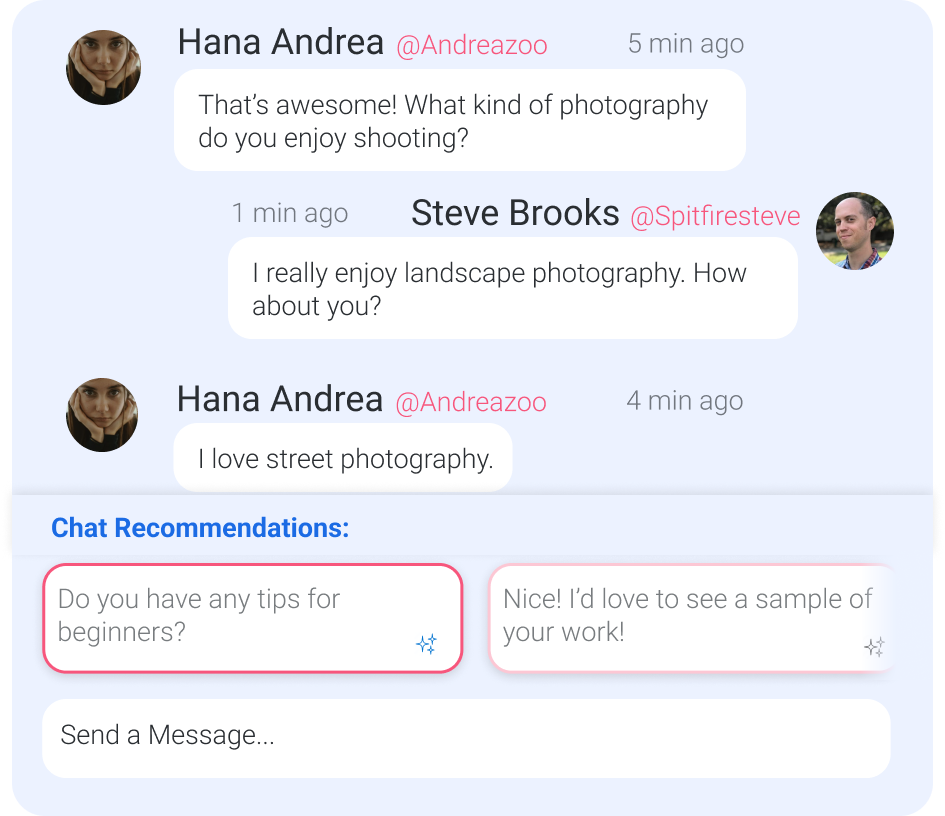 Hana Andrea @Andreazoo 5 min ago
That’s awesome! What kind of photography
do you enjoy shooting?
1 min ago Steve Brooks @Spitfiresteve
I really enjoy landscape photography. How
about you?
Hana Andrea @Andreazoo 4 min ago
I love street photography.
Chat Recommendations:
Do you have any tips for
beginners?
Nice! I’d love to see a sample of
your work!
Send a Message...